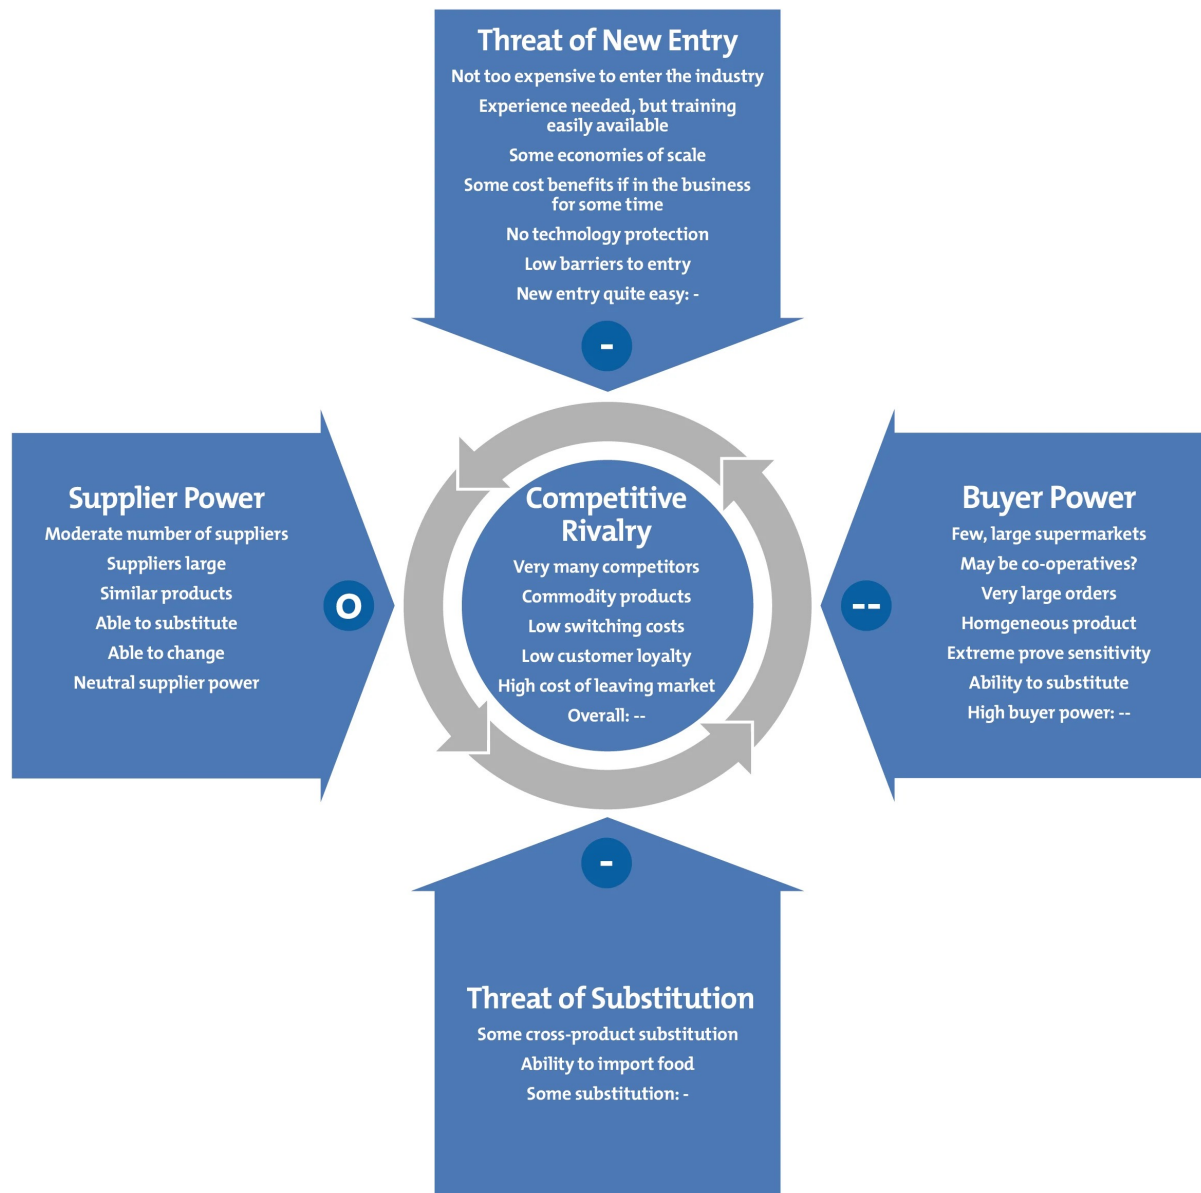 Threat of New Entry
Not too expensive to enter the industry
Experience needed, but training
easily available
Some economies of scale
Some cost benefits if in the business
for some time
No technology protection
Low barriers to entry
New entry quite easy: -
-
Supplier Power
Moderate number of suppliers
Suppliers large
Similar products
Able to substitute
Able to change
Neutral supplier power
O
Competitive
Rivalry
Very many competitors
Commodity products
Low switching costs
Low customer loyalty
High cost of leaving market
Overall: --
--
Buyer Power
Few, large supermarkets
May be co-operatives?
Very large orders
Homgeneous product
Extreme prove sensitivity
Ability to substitute
High buyer power: --
-
Threat of Substitution
Some cross-product substitution
Ability to import food
Some substitution: -